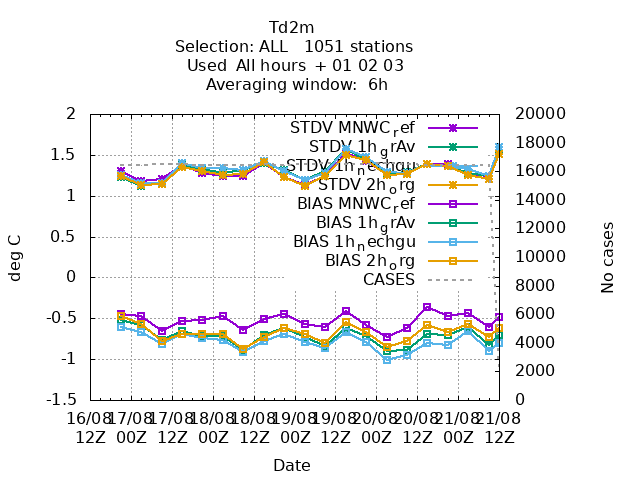 Td2m
Selection: ALL   1051 stations
Used  All hours  + 01 02 03
Averaging window:  6h
2
1.5
1
0.5
0
-0.5
-1
-1.5
deg C
20000
18000
16000
14000
12000
10000
8000
6000
4000
2000
0
No cases
STDV MNWC_ref
STDV 1h_grAv
STDV 1h_nechgu
STDV 2h_org
BIAS MNWC_ref
BIAS 1h_grAv
BIAS 1h_nechgu
BIAS 2h_org
CASES
16/08 17/08 17/08 18/08 18/08 19/08 19/08 20/08 20/08 21/08 21/08
12Z 00Z 12Z 00Z 12Z 00Z 12Z 00Z 12Z 00Z 12Z
Date